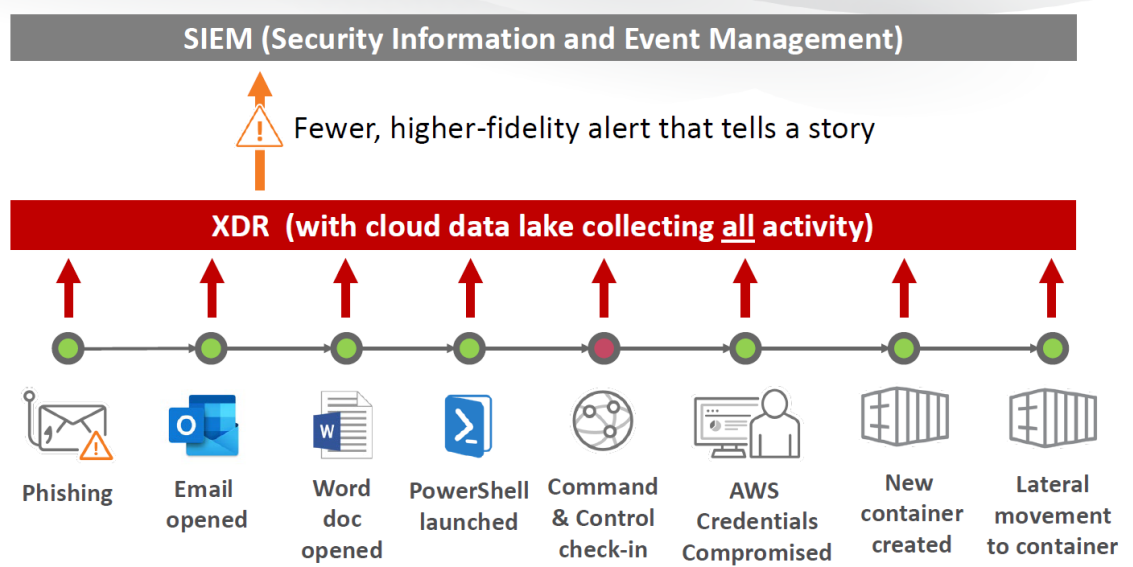 SIEM (Security Information and Event Management)
Fewer, higher-fidelity alert that tells a story
XDR (with cloud data lake collecting all activity)
Phishing
Email
opened
Word
doc
opened
PowerShell
launched
Command
& Control
check-in
AWS
Credentials
Compromised
New
container
created
Lateral
movement
to container
O
W